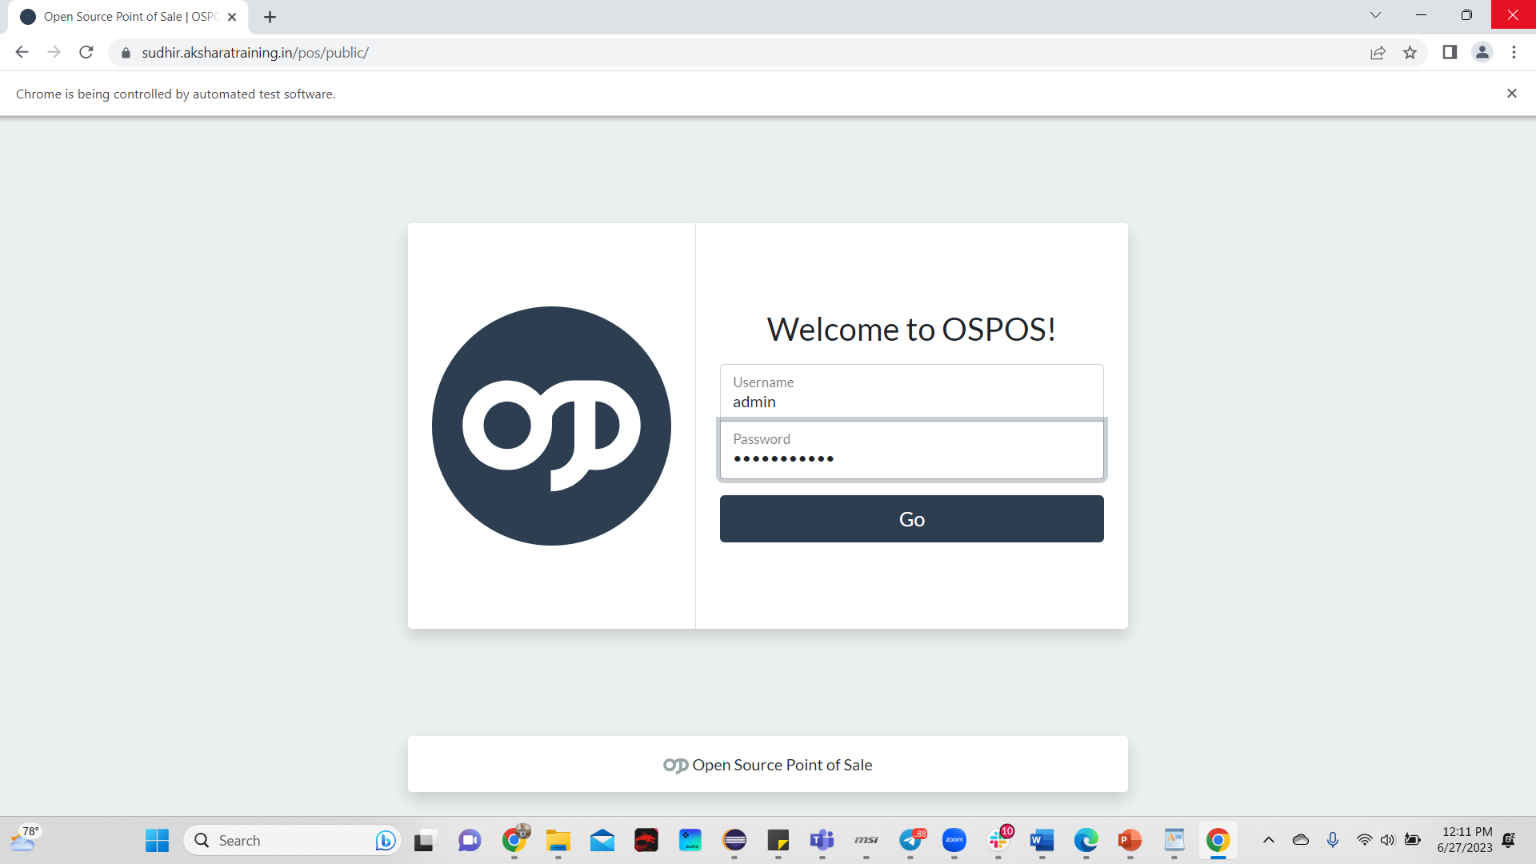 Open Source Point of Sale | OSPO
sudhir.aksharatraining.in/pos/public/
Chrome is being controlled by automated test software.
Welcome to OSPOS!
Username
admin
Password
•••••••••••
Go
Open Source Point of Sale
78°
Search
msi
.88
zoom
10
12:11 PM
6/27/2023